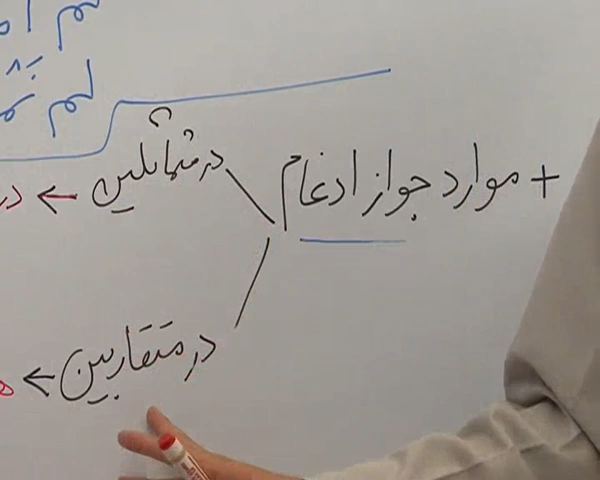 + موارد جواز ادغام
در متماثلین ←
در متقاربین ←